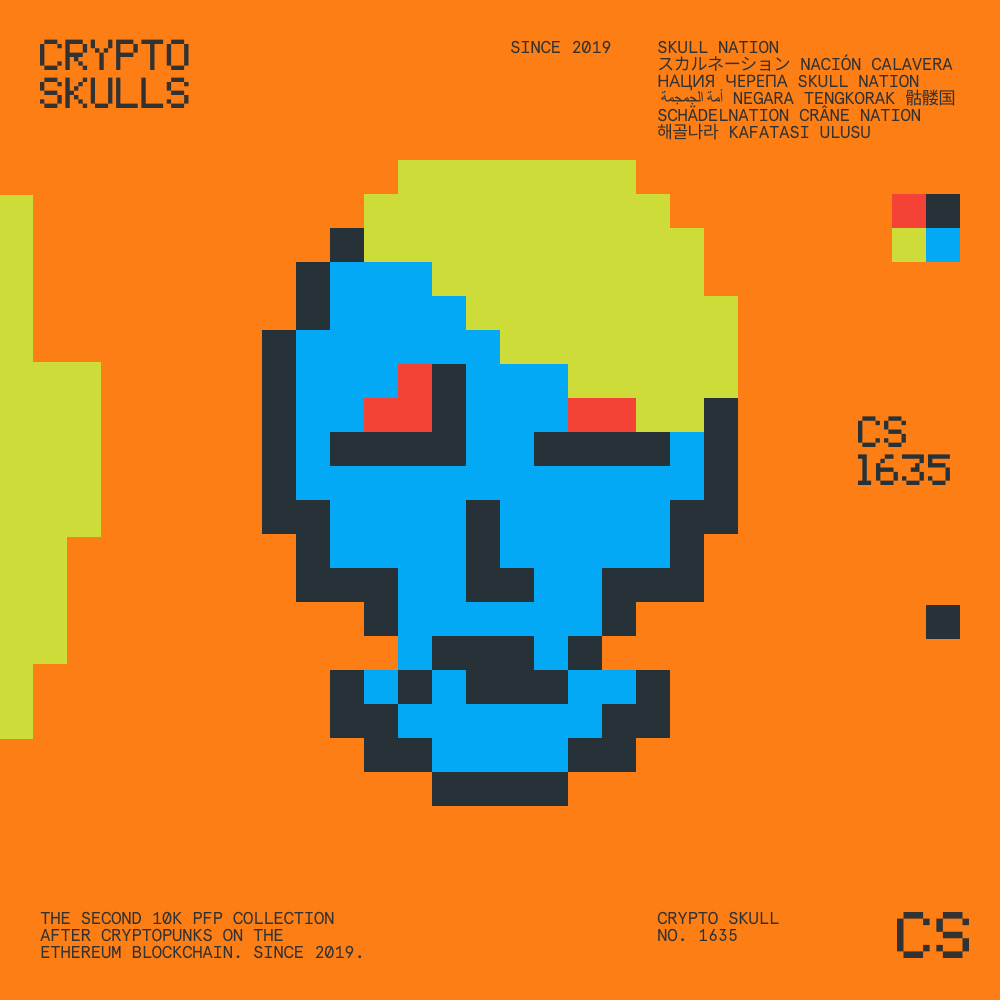 CRYPTO
SKULLS
SINCE 2019
SKULL NATION
スカルネーション NACIÓN CALAVERA
НАЦИЯ ЧЕРЕПА SKULL NATION
أمة الجمجمة NEGARA TENGKORAK 骷髅国
SCHÄDELNATION CRÂNE NATION
해골나라 KAFATASI ULUSU
CS
1635
THE SECOND 10K PFP COLLECTION
AFTER CRYPTOPUNKS ON THE
ETHEREUM BLOCKCHAIN. SINCE 2019.
CRYPTO SKULL
NO. 1635
CS